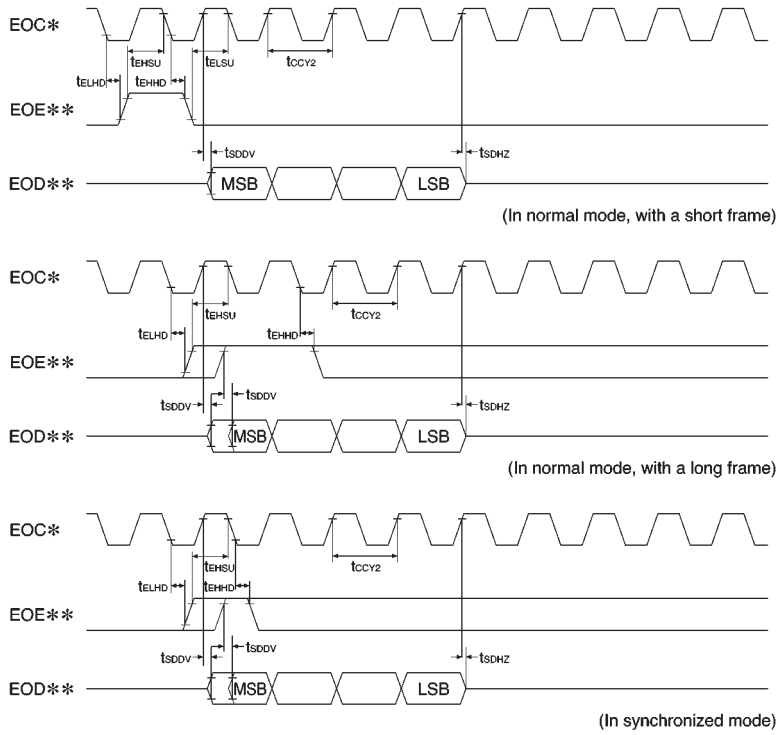 EOC*
tEHSU tELSU tCCY2
tELHD tEHHD
EOE**
tSDDV tSDHZ
EOD** MSB LSB
(In normal mode, with a short frame)
EOC*
tEHSU tCCY2
tELHD tEHHD
EOE**
tSDDV tSDDV tSDHZ
EOD** MSB LSB
(In normal mode, with a long frame)
EOC*
tEHSU tCCY2
tELHD tEHHD
EOE**
tSDDV tSDDV tSDHZ
EOD** MSB LSB
(In synchronized mode)